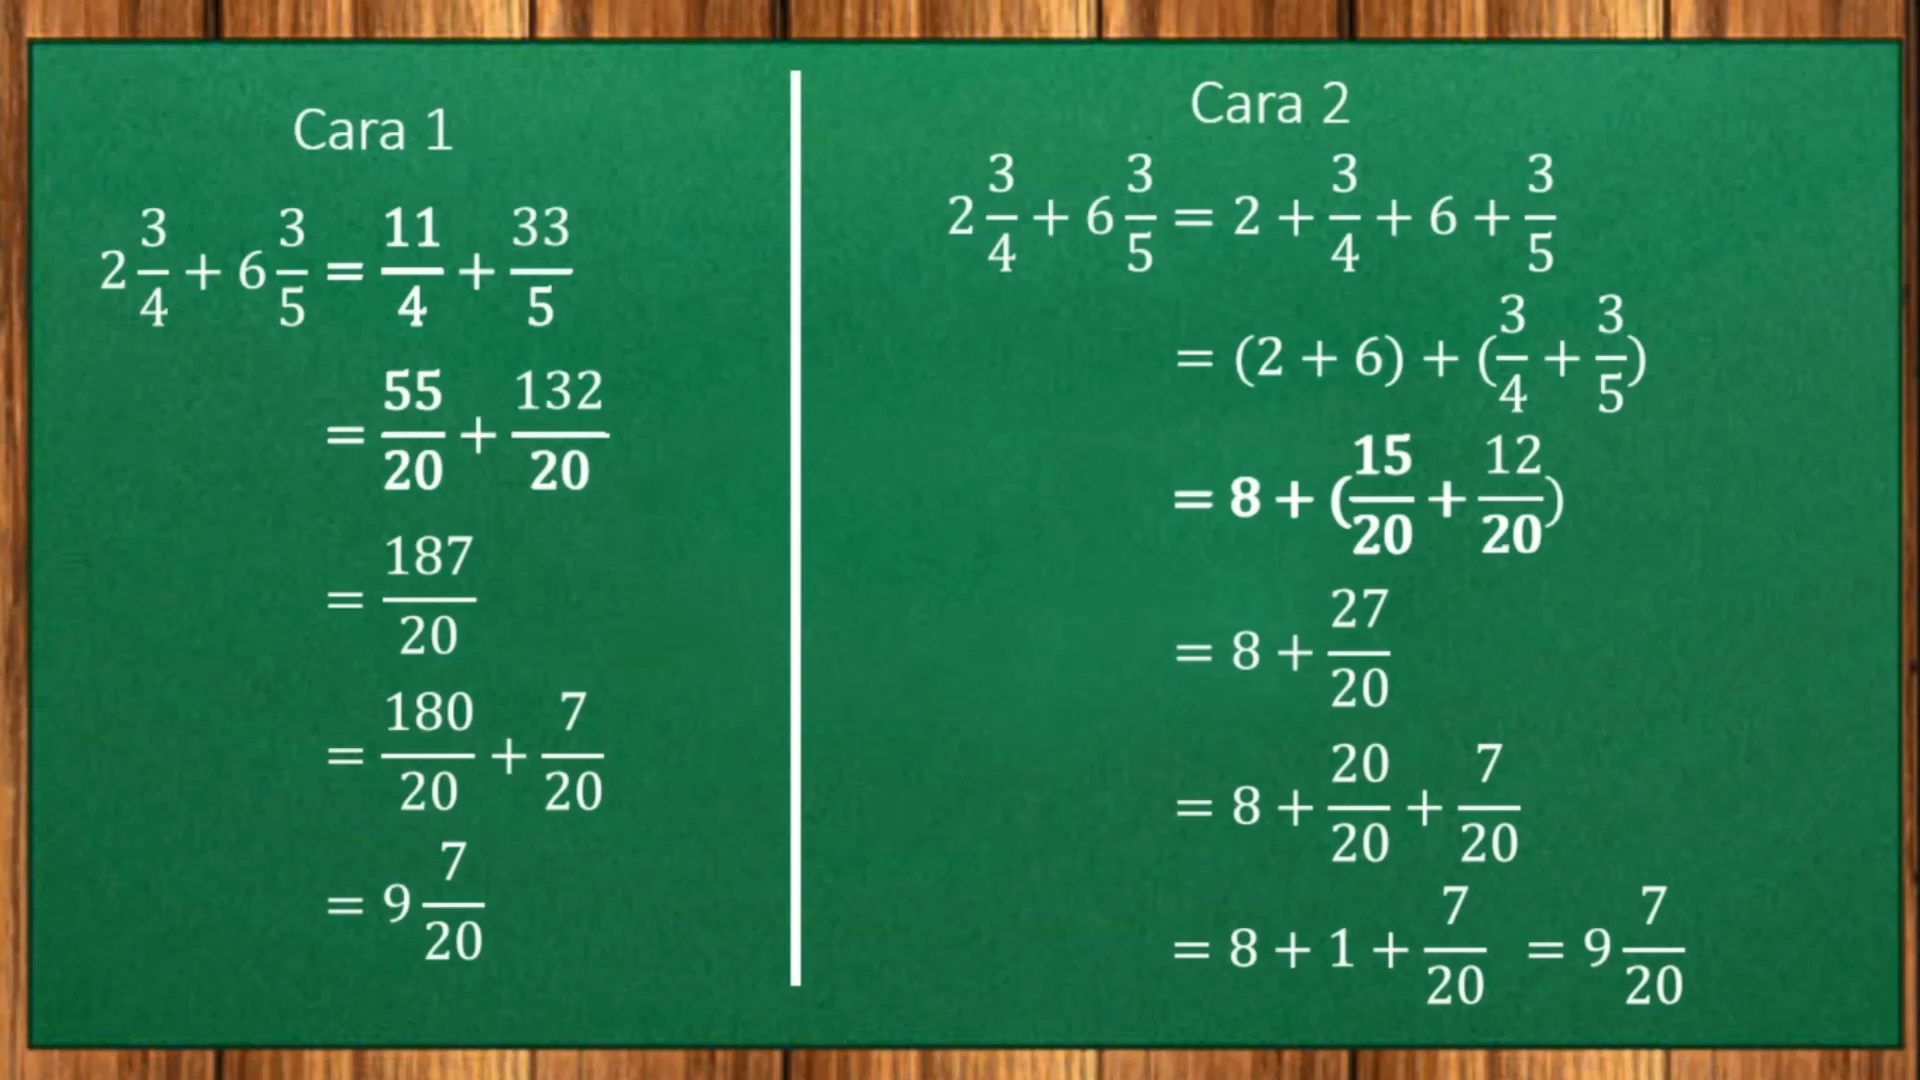 Cara 1
2 3/4 + 6 3/5 = 11/4 + 33/5
= 55/20 + 132/20
= 187/20
= 180/20 + 7/20
= 9 7/20
Cara 2
2 3/4 + 6 3/5 = 2 + 3/4 + 6 + 3/5
= (2 + 6) + (3/4 + 3/5)
= 8 + (15/20 + 12/20)
= 8 + 27/20
= 8 + 20/20 + 7/20
= 8 + 1 + 7/20 = 9 7/20